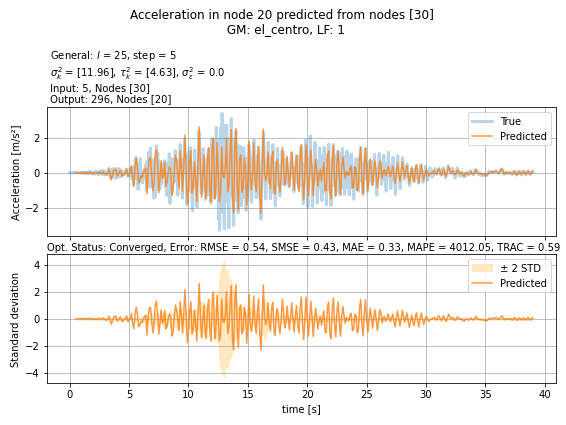 Acceleration in node 20 predicted from nodes [30]
GM: el_centro, LF: 1
General: l = 25, step = 5
σ²ₖ = [11.96], τ²ₖ = [4.63], σ²ₑ = 0.0
Input: 5, Nodes [30]
Output: 296, Nodes [20]
True
Predicted
Acceleration [m/s²]
2
0
−2
Opt. Status: Converged, Error: RMSE = 0.54, SMSE = 0.43, MAE = 0.33, MAPE = 4012.05, TRAC = 0.59
± 2 STD
Predicted
Standard deviation
4
2
0
−2
−4
0 5 10 15 20 25 30 35 40
time [s]